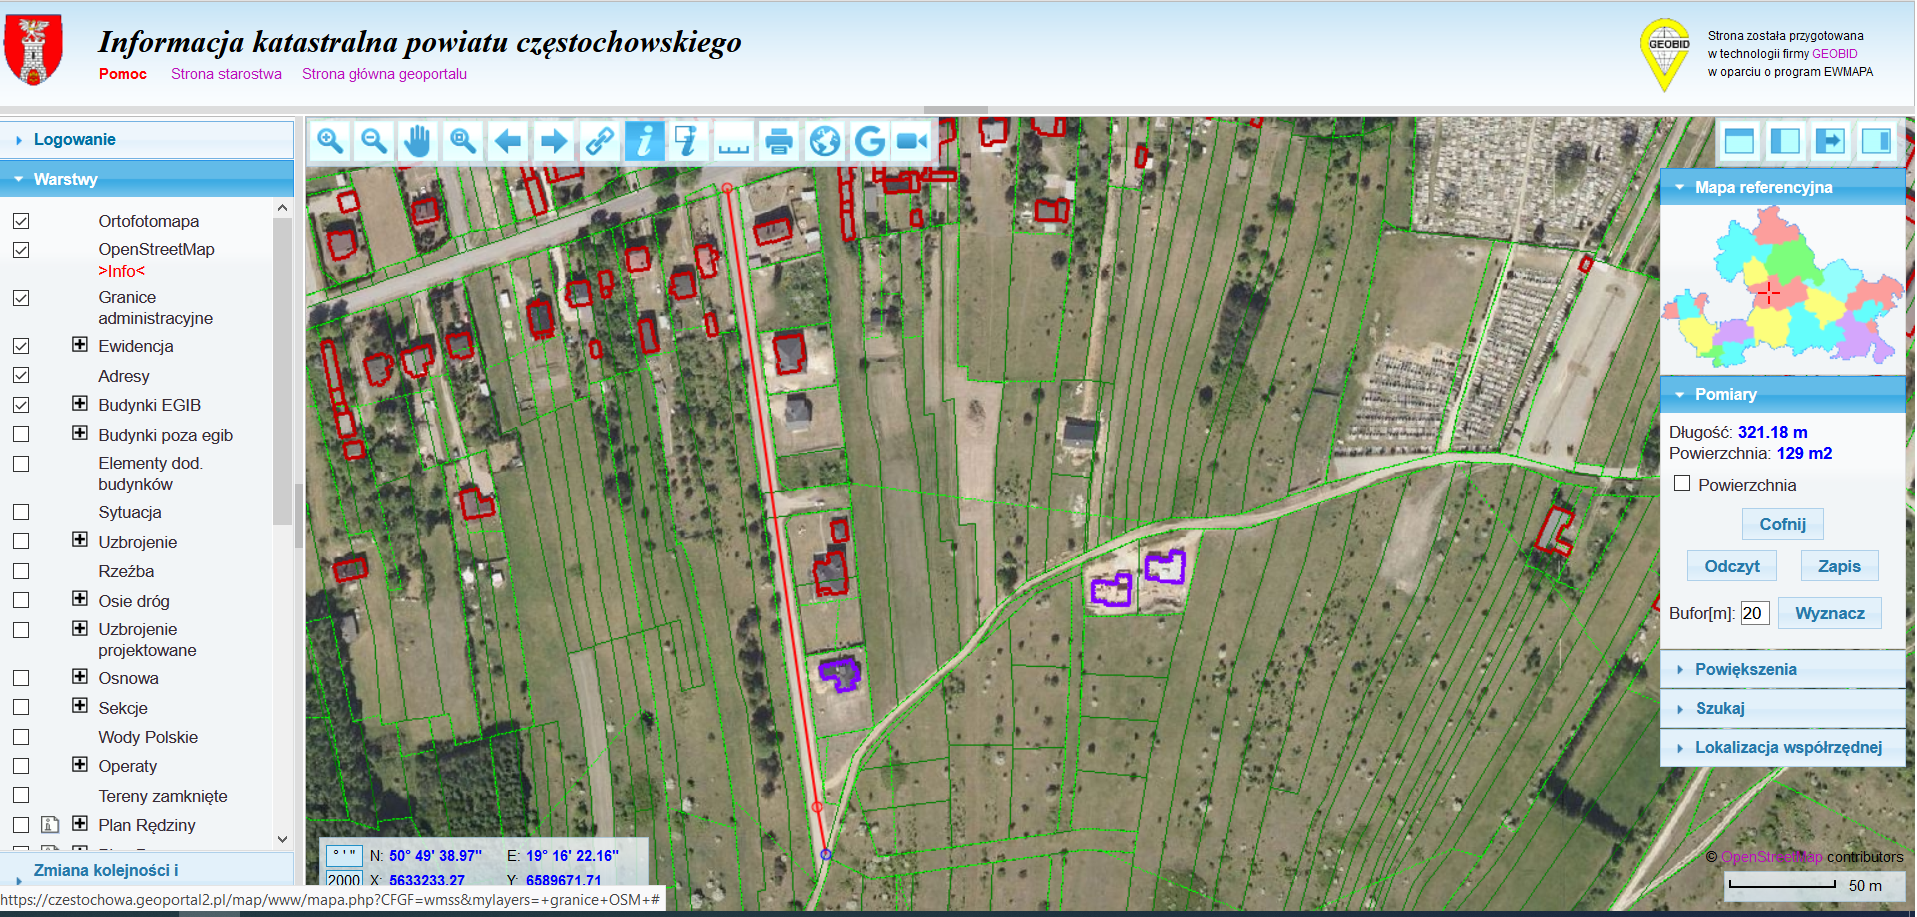 Informacja katastralna powiatu częstochowskiego
Pomoc Strona starostwa Strona główna geoportalu
GEOBID
Strona została przygotowana
w technologii firmy GEOBID
w oparciu o program EWMAPA
Logowanie
Warstwy
Ortofotomapa
OpenStreetMap
>Info<
Granice
administracyjne
Ewidencja
Adresy
Budynki EGIB
Budynki poza egib
Elementy dod.
budynków
Sytuacja
Uzbrojenie
Rzeźba
Osie dróg
Uzbrojenie
projektowane
Osnowa
Sekcje
Wody Polskie
Operaty
Tereny zamknięte
Plan Rędziny
Zmiana kolejności i
Mapa referencyjna
Pomiary
Długość: 321.18 m
Powierzchnia: 129 m2
Powierzchnia
Cofnij
Odczyt Zapis
Bufor[m]: 20 Wyznacz
Powiększenia
Szukaj
Lokalizacja współrzędnej
° ' " N: 50° 49' 38.97" E: 19° 16' 22.16"
2000 X: 5633233.27 Y: 6589671.71
© OpenStreetMap contributors
50 m
https://czestochowa.geoportal2.pl/map/www/mapa.php?CFGF=wmss&mylayers=+granice+OSM+#